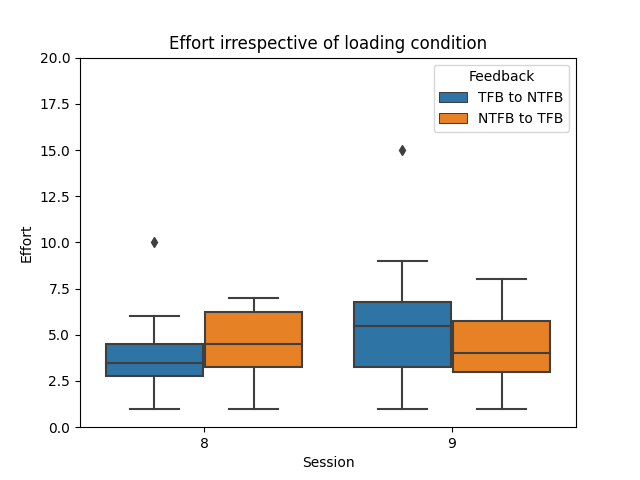 Effort irrespective of loading condition
20.0
17.5
15.0
12.5
10.0
7.5
5.0
2.5
0.0
Effort
Feedback
TFB to NTFB
NTFB to TFB
8
9
Session